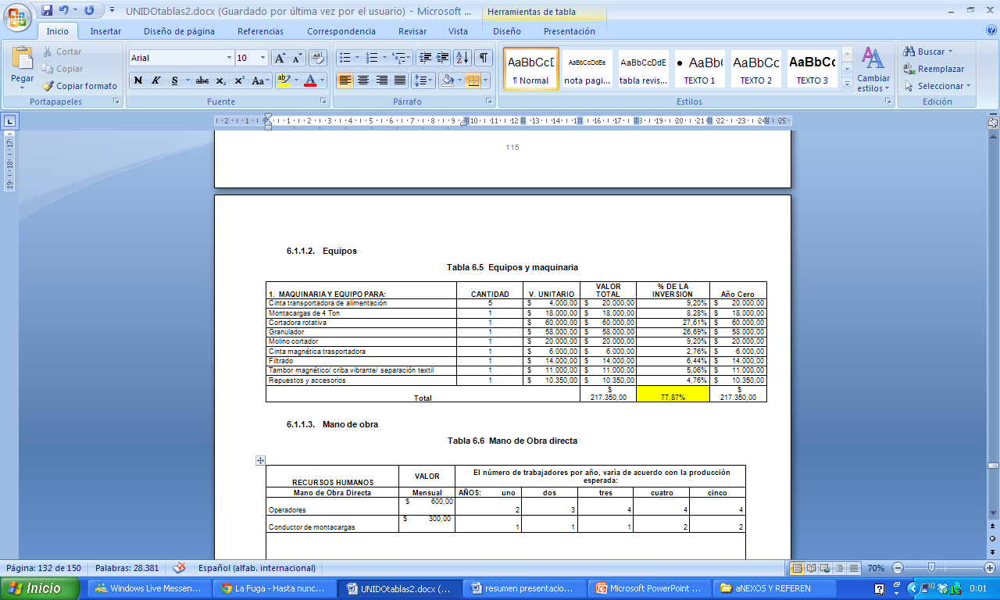 UNIDOtablas2.docx (Guardado por última vez por el usuario) - Microsoft ...
Herramientas de tabla
Inicio Insertar Diseño de página Referencias Correspondencia Revisar Vista Diseño Presentación
Pegar
Cortar
Copiar
Copiar formato
Portapapeles
Arial 10
N K S abc x₂ x² Aa
Fuente
Párrafo
AaBbCcD ¶ Normal
AaBbCcDdEe nota pagi...
AaBbCcDdE tabla revis...
AaBb( TEXTO 1
AaBbCc TEXTO 2
AaBbCc TEXTO 3
Cambiar estilos
Estilos
Buscar
Reemplazar
Seleccionar
Edición
115
6.1.1.2. Equipos
Tabla 6.5 Equipos y maquinaria
1. MAQUINARIA Y EQUIPO PARA: CANTIDAD V. UNITARIO VALOR TOTAL % DE LA INVERSION Año Cero
Cinta transportadora de alimentación 5 $ 4.000,00 $ 20.000,00 9,20% $ 20.000,00
Montacargas de 4 Ton 1 $ 18.000,00 $ 18.000,00 8,28% $ 18.000,00
Cortadora rotativa 1 $ 60.000,00 $ 60.000,00 27,61% $ 60.000,00
Granulador 1 $ 58.000,00 $ 58.000,00 26,69% $ 58.000,00
Molino cortador 1 $ 20.000,00 $ 20.000,00 9,20% $ 20.000,00
Cinta magnética trasportadora 1 $ 6.000,00 $ 6.000,00 2,76% $ 6.000,00
Filtrado 1 $ 14.000,00 $ 14.000,00 6,44% $ 14.000,00
Tambor magnético/ criba vibrante/ separación textil 1 $ 11.000,00 $ 11.000,00 5,06% $ 11.000,00
Repuestos y accesorios 1 $ 10.350,00 $ 10.350,00 4,76% $ 10.350,00
Total $ 217.350,00 77,87% $ 217.350,00
6.1.1.3. Mano de obra
Tabla 6.6 Mano de Obra directa
RECURSOS HUMANOS VALOR El número de trabajadores por año, varía de acuerdo con la producción esperada:
Mano de Obra Directa Mensual AÑOS: uno dos tres cuatro cinco
Operadores $ 600,00 2 3 4 4 4
Conductor de montacargas $ 300,00 1 1 1 2 2
Página: 132 de 150 Palabras: 28.381 Español (alfab. internacional) 70%
Inicio Windows Live Messen... La Fuga - Hasta nunc... UNIDOtablas2.docx (... resumen presentacio... Microsoft PowerPoint ... aNEXOS Y REFEREN 0:01